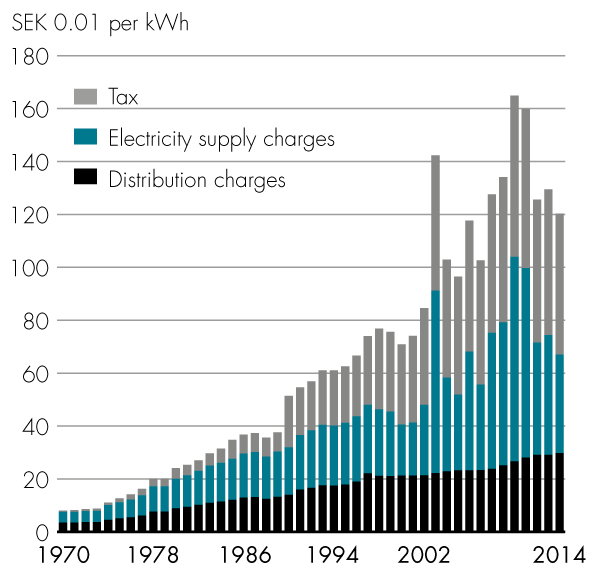 SEK 0.01 per kWh
180
160
140
120
100
80
60
40
20
0
Tax
Electricity supply charges
Distribution charges
1970 1978 1986 1994 2002 2014